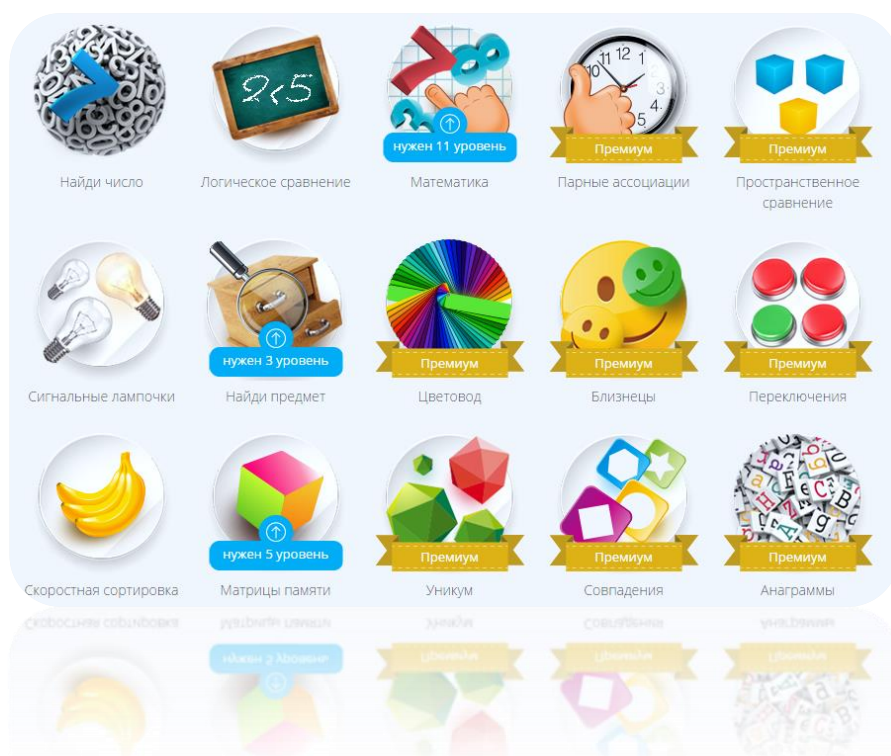 2<5
нужен 11 уровень
12
11
1
10
2
3
4
5
Премиум
Премиум
Найди число
Логическое сравнение
Математика
Парные ассоциации
Пространственное
сравнение
нужен 3 уровень
Премиум
Премиум
Премиум
Сигнальные лампочки
Найди предмет
Цветовод
Близнецы
Переключения
нужен 5 уровень
Премиум
Премиум
Премиум
Скоростная сортировка
Матрицы памяти
Уникум
Совпадения
Анаграммы